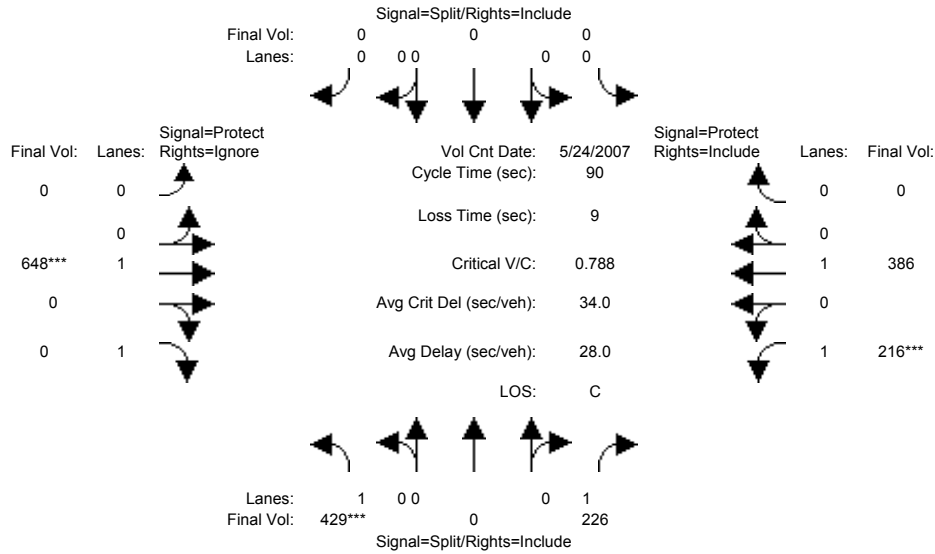 Signal=Split/Rights=Include
Final Vol: 0 0 0
Lanes: 0 0 0 0 0
Signal=Protect Signal=Protect
Final Vol: Lanes: Rights=Ignore Vol Cnt Date: 5/24/2007 Rights=Include Lanes: Final Vol:
Cycle Time (sec): 90
0 0 0 0
Loss Time (sec): 9
0 0
648*** 1 Critical V/C: 0.788 1 386
0 Avg Crit Del (sec/veh): 34.0 0
0 1 Avg Delay (sec/veh): 28.0 1 216***
LOS: C
Lanes: 1 0 0 0 1
Final Vol: 429*** 0 226
Signal=Split/Rights=Include